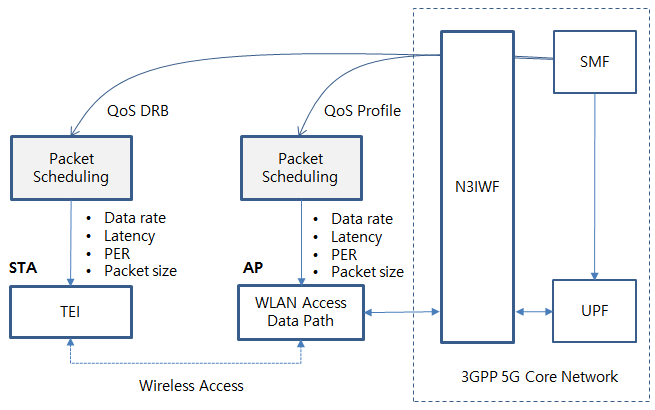 SMF
QoS DRB
QoS Profile
Packet
Scheduling
Packet
Scheduling
N3IWF
• Data rate
• Latency
• PER
• Packet size
• Data rate
• Latency
• PER
• Packet size
STA
AP
TEI
WLAN Access
Data Path
UPF
Wireless Access
3GPP 5G Core Network